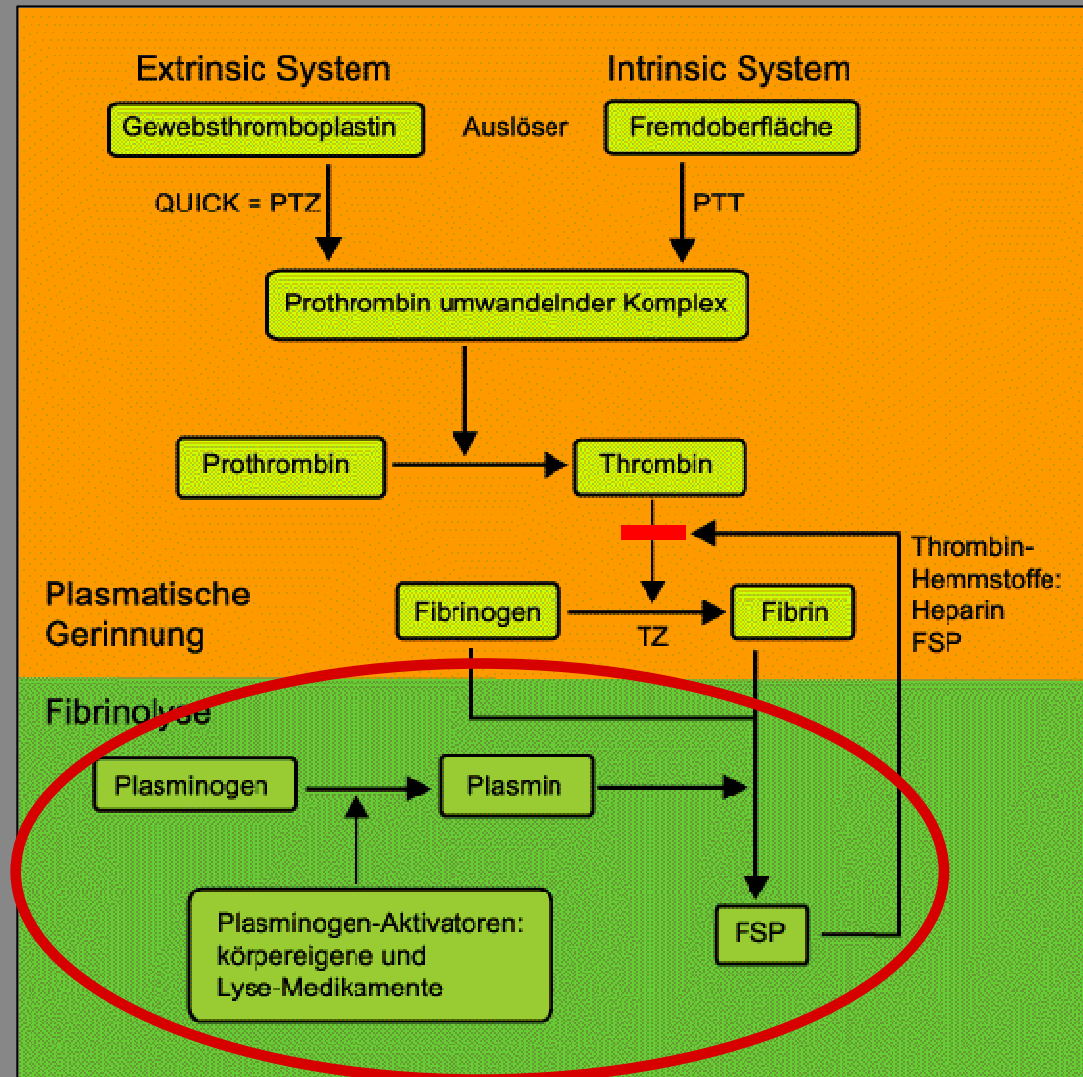 Extrinsic System
Intrinsic System
Gewebsthromboplastin
Auslöser
Fremdoberfläche
QUICK = PTZ
PTT
Prothrombin umwandelnder Komplex
Prothrombin
Thrombin
Thrombin-
Hemmstoffe:
Heparin
FSP
Plasmatische
Gerinnung
Fibrinogen
TZ
Fibrin
Fibrinolyse
Plasminogen
Plasmin
Plasminogen-Aktivatoren:
körpereigene und
Lyse-Medikamente
FSP